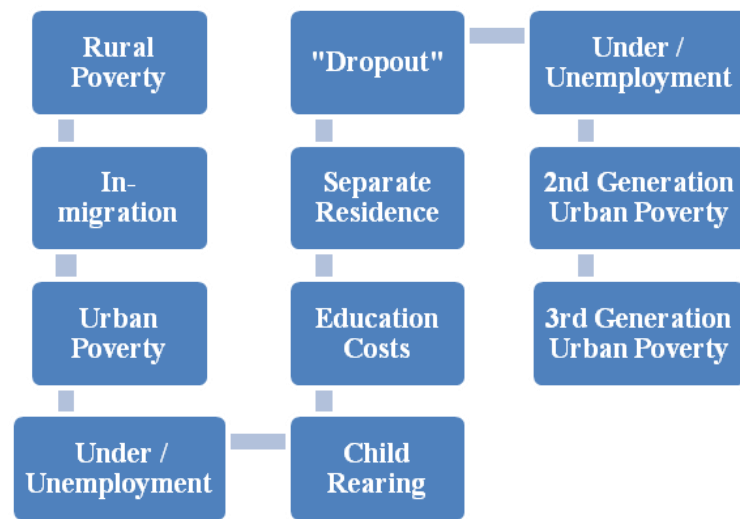 Rural
Poverty
In-
migration
Urban
Poverty
Under /
Unemployment
Child
Rearing
Education
Costs
Separate
Residence
"Dropout"
Under /
Unemployment
2nd Generation
Urban Poverty
3rd Generation
Urban Poverty